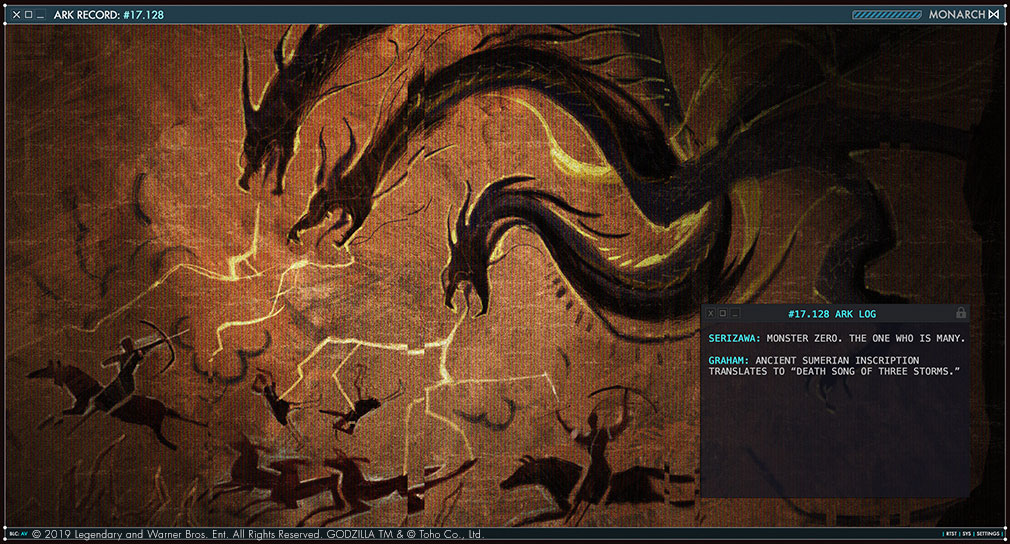 ARK RECORD: #17.128
MONARCH
#17.128 ARK LOG
SERIZAWA: MONSTER ZERO. THE ONE WHO IS MANY.
GRAHAM: ANCIENT SUMERIAN INSCRIPTION
TRANSLATES TO “DEATH SONG OF THREE STORMS.”
BLC: AV
© 2019 Legendary and Warner Bros. Ent. All Rights Reserved. GODZILLA TM & © Toho Co., Ltd.
| RTST | SYS | SETTINGS |